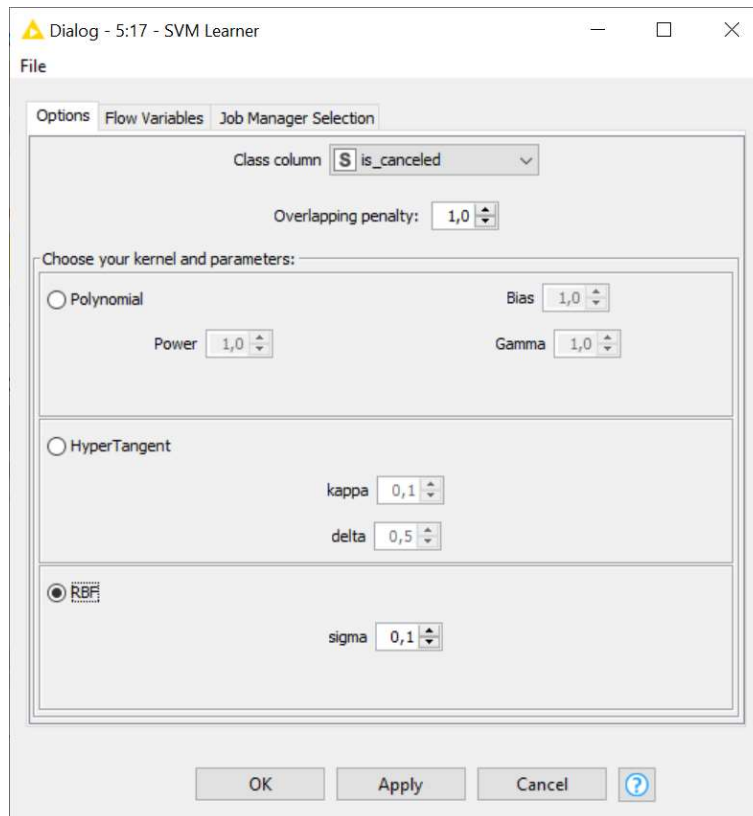 Dialog - 5:17 - SVM Learner
File
Options Flow Variables Job Manager Selection
Class column S is_canceled
Overlapping penalty: 1,0
Choose your kernel and parameters:
Polynomial Bias 1,0
Power 1,0 Gamma 1,0
HyperTangent
kappa 0,1
delta 0,5
RBF
sigma 0,1
OK Apply Cancel ?